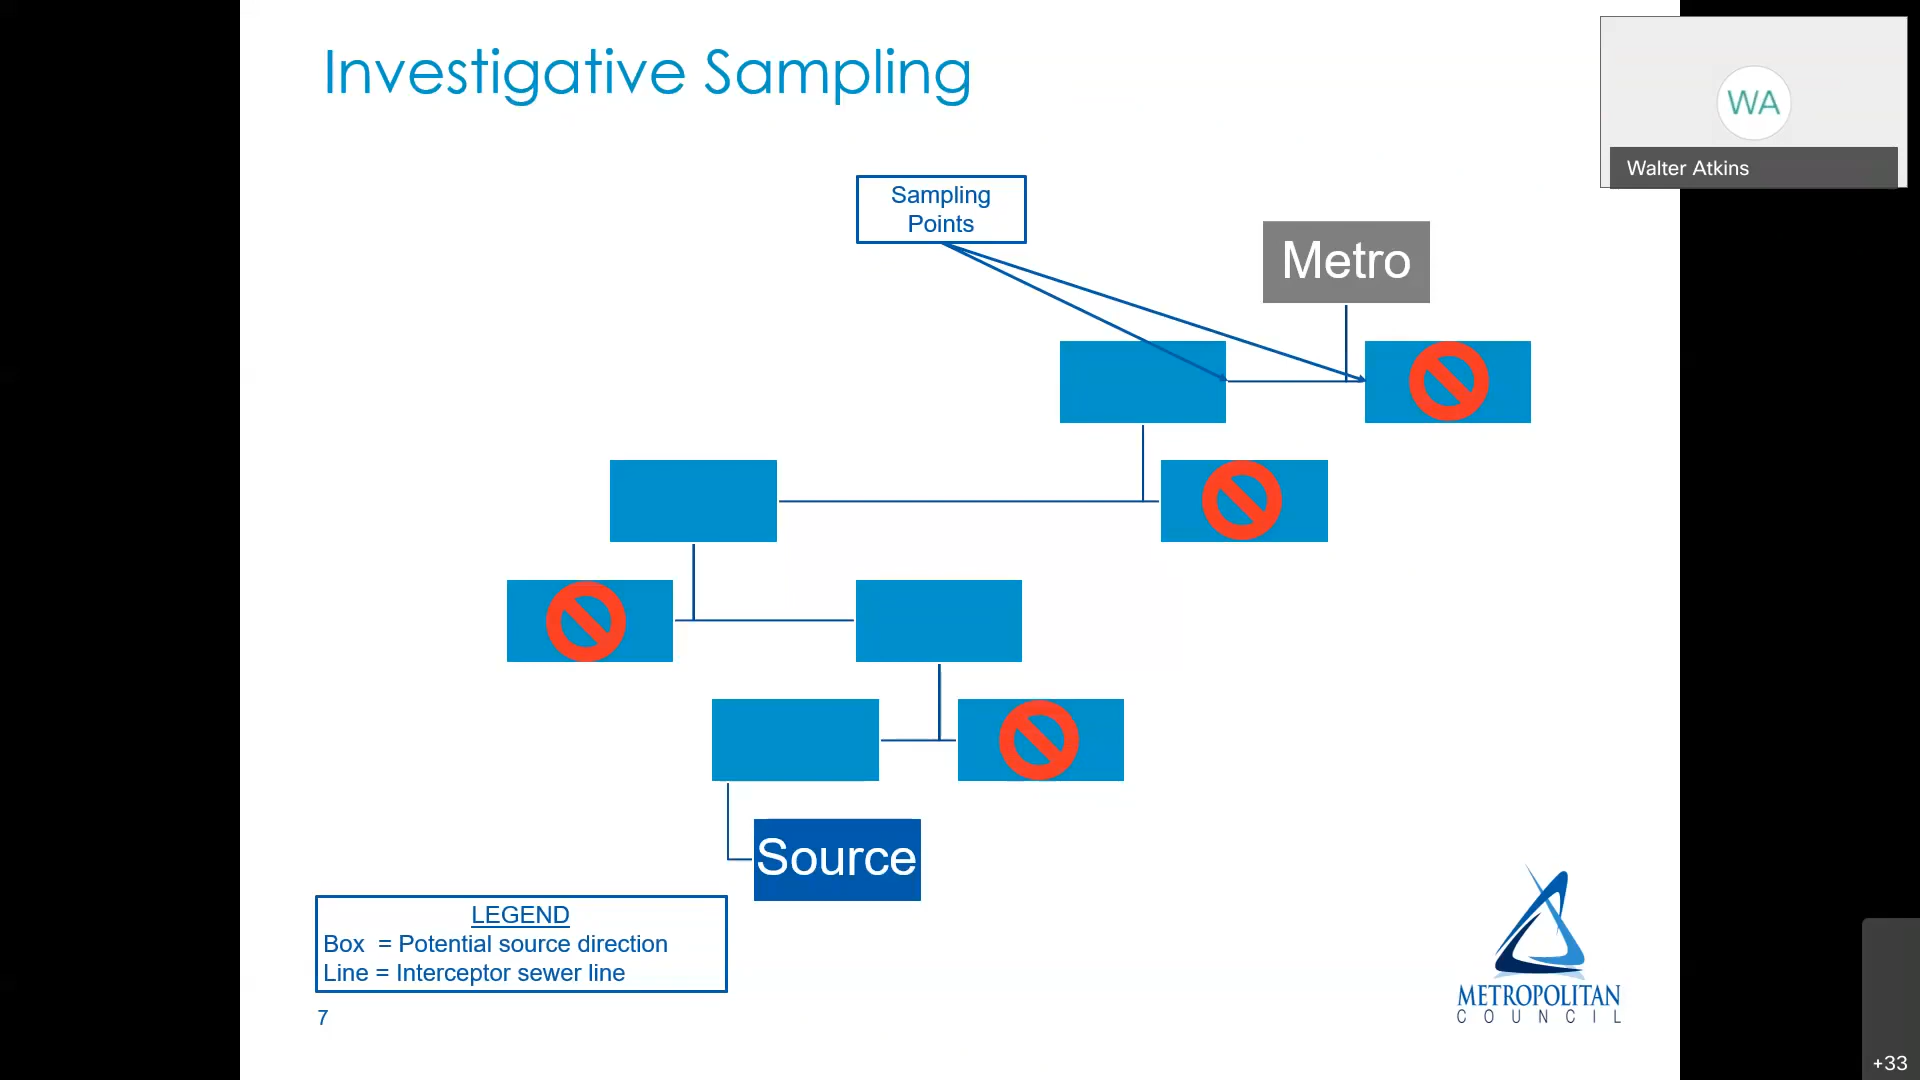 Investigative Sampling
WA
Walter Atkins
Sampling
Points
Metro
Source
LEGEND
Box = Potential source direction
Line = Interceptor sewer line
7
METROPOLITAN
COUNCIL
+33